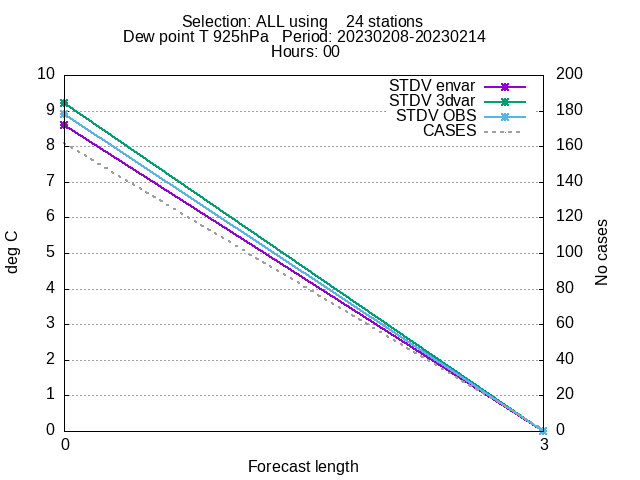 Selection: ALL using    24 stations
Dew point T 925hPa   Period: 20230208-20230214
Hours: 00
10 200
9 180
8 160
7 140
6 120
5 100
4 80
3 60
2 40
1 20
0 0
STDV envar
STDV 3dvar
STDV OBS
CASES
deg C
No cases
0 3
Forecast length